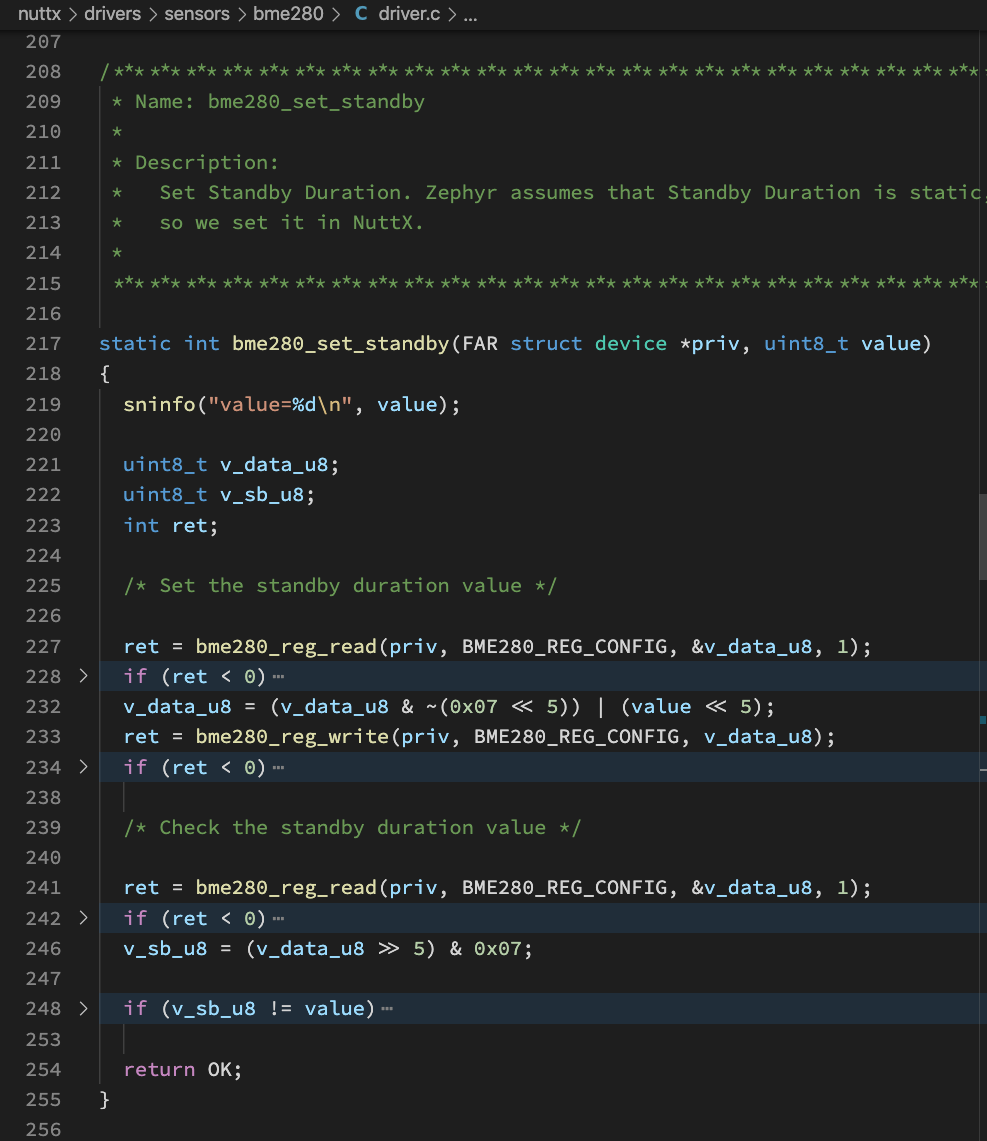 nuttx > drivers > sensors > bme280 > C driver.c > ...
207
208 /****************************************************************************
209  * Name: bme280_set_standby
210  *
211  * Description:
212  *   Set Standby Duration. Zephyr assumes that Standby Duration is static,
213  *   so we set it in NuttX.
214  *
215  ****************************************************************************
216
217 static int bme280_set_standby(FAR struct device *priv, uint8_t value)
218 {
219   sninfo("value=%d\n", value);
220
221   uint8_t v_data_u8;
222   uint8_t v_sb_u8;
223   int ret;
224
225   /* Set the standby duration value */
226
227   ret = bme280_reg_read(priv, BME280_REG_CONFIG, &v_data_u8, 1);
228 >   if (ret < 0) ⋯
232   v_data_u8 = (v_data_u8 & ~(0x07 << 5)) | (value << 5);
233   ret = bme280_reg_write(priv, BME280_REG_CONFIG, v_data_u8);
234 >   if (ret < 0) ⋯
238
239   /* Check the standby duration value */
240
241   ret = bme280_reg_read(priv, BME280_REG_CONFIG, &v_data_u8, 1);
242 >   if (ret < 0) ⋯
246   v_sb_u8 = (v_data_u8 >> 5) & 0x07;
247
248 >   if (v_sb_u8 != value) ⋯
253
254   return OK;
255 }
256